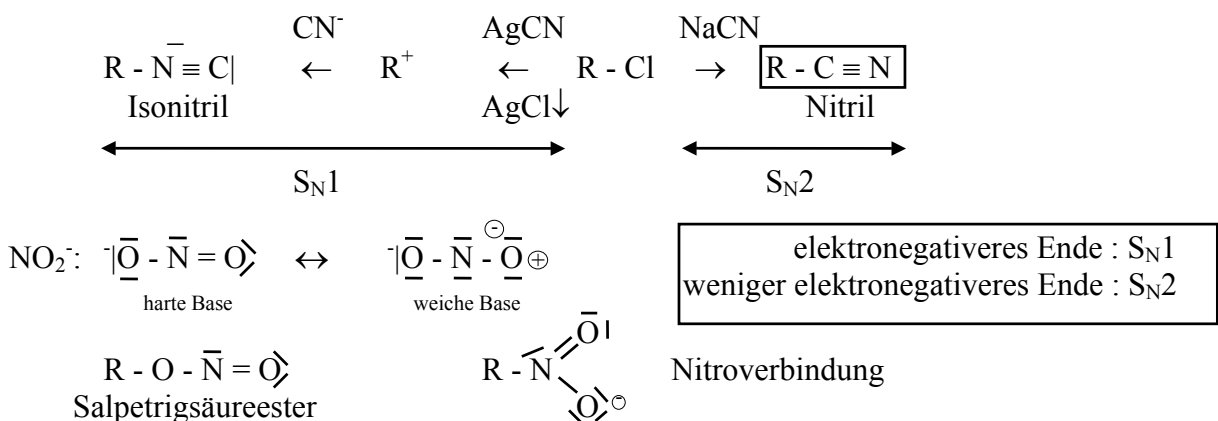 CN⁻ AgCN NaCN
R - N ≡ C| ← R⁺ ← R - Cl → R - C ≡ N
Isonitril AgCl↓ Nitril
S_N1 S_N2
NO₂⁻: ⁻|O - N = O ↔ ⁻|O - N - O ⊕ ⊖
harte Base weiche Base
elektronegativeres Ende : S_N1
weniger elektronegativeres Ende : S_N2
R - O - N = O
R - N O O ⊖
Nitroverbindung
Salpetrigsäureester